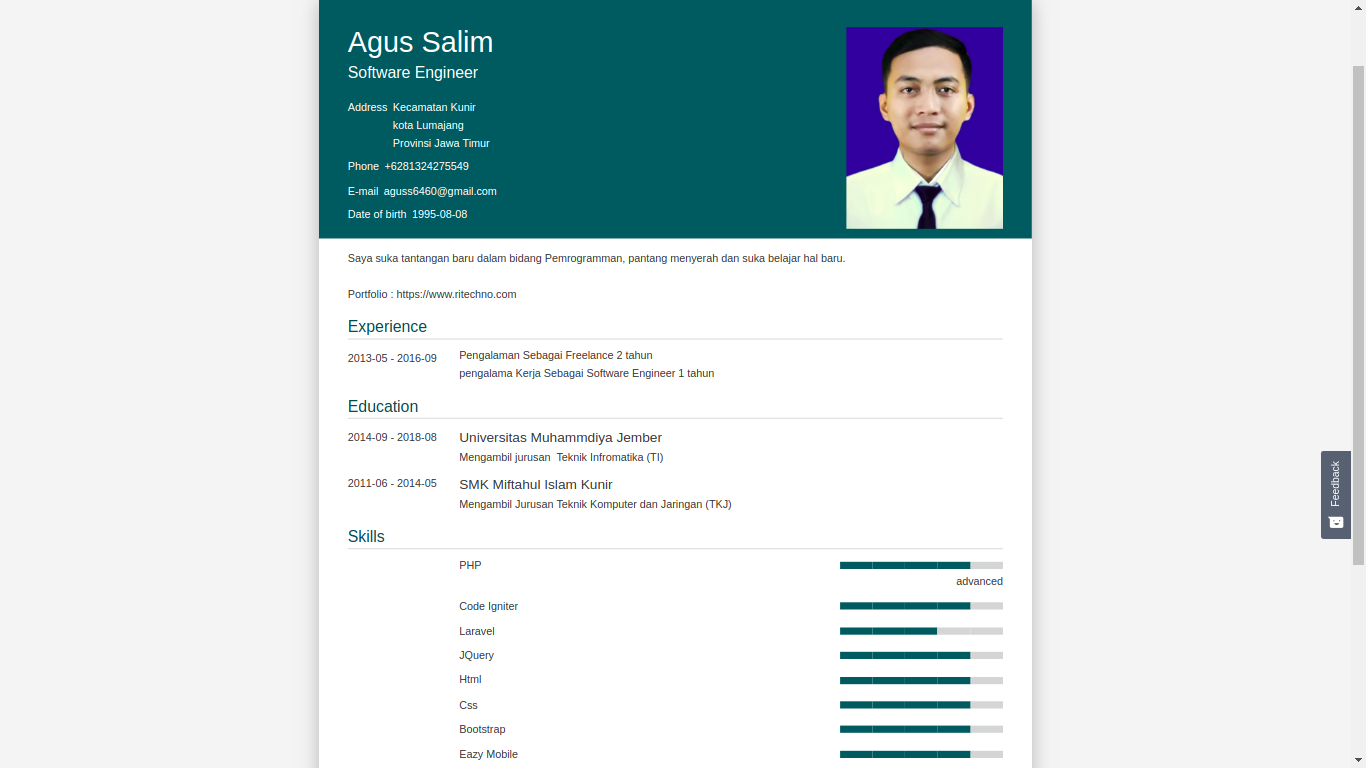 Agus Salim
Software Engineer
Address Kecamatan Kunir
kota Lumajang
Provinsi Jawa Timur
Phone +6281324275549
E-mail aguss6460@gmail.com
Date of birth 1995-08-08
Saya suka tantangan baru dalam bidang Pemrogramman, pantang menyerah dan suka belajar hal baru.
Portfolio : https://www.ritechno.com
Experience
2013-05 - 2016-09 Pengalaman Sebagai Freelance 2 tahun
pengalama Kerja Sebagai Software Engineer 1 tahun
Education
2014-09 - 2018-08 Universitas Muhammdiya Jember
Mengambil jurusan Teknik Infromatika (TI)
2011-06 - 2014-05 SMK Miftahul Islam Kunir
Mengambil Jurusan Teknik Komputer dan Jaringan (TKJ)
Skills
PHP
advanced
Code Igniter
Laravel
JQuery
Html
Css
Bootstrap
Eazy Mobile
Feedback